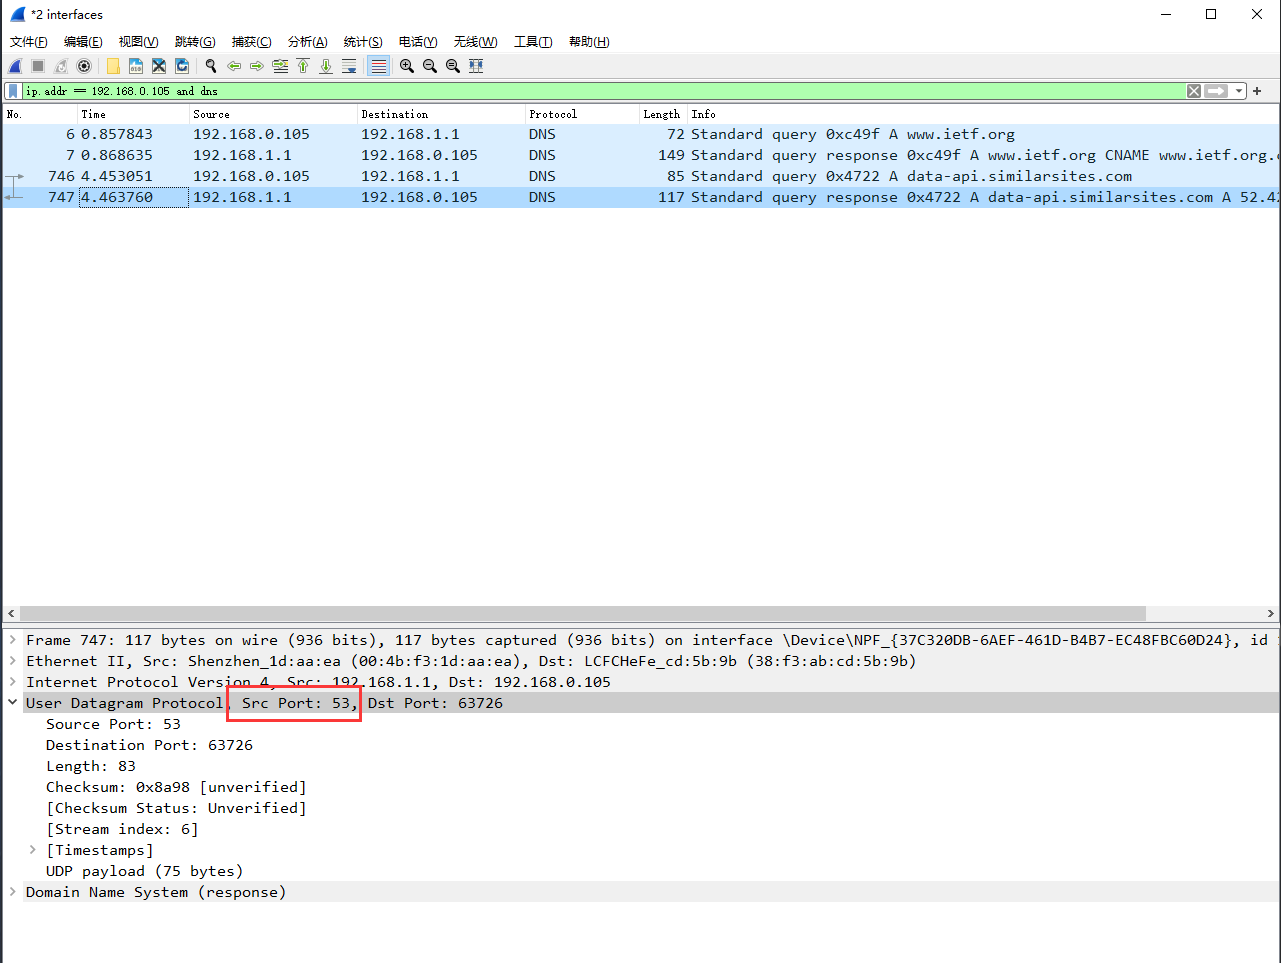 *2 interfaces
文件(F) 编辑(E) 视图(V) 跳转(G) 捕获(C) 分析(A) 统计(S) 电话(Y) 无线(W) 工具(T) 帮助(H)
ip.addr == 192.168.0.105 and dns
No. Time Source Destination Protocol Length Info
6 0.857843 192.168.0.105 192.168.1.1 DNS 72 Standard query 0xc49f A www.ietf.org
7 0.868635 192.168.1.1 192.168.0.105 DNS 149 Standard query response 0xc49f A www.ietf.org CNAME www.ietf.org.
746 4.453051 192.168.0.105 192.168.1.1 DNS 85 Standard query 0x4722 A data-api.similarsites.com
747 4.463760 192.168.1.1 192.168.0.105 DNS 117 Standard query response 0x4722 A data-api.similarsites.com A 52.42
Frame 747: 117 bytes on wire (936 bits), 117 bytes captured (936 bits) on interface \Device\NPF_{37C320DB-6AEF-461D-B4B7-EC48FBC60D24}, id
Ethernet II, Src: Shenzhen_1d:aa:ea (00:4b:f3:1d:aa:ea), Dst: LCFCHeFe_cd:5b:9b (38:f3:ab:cd:5b:9b)
Internet Protocol Version 4, Src: 192.168.1.1, Dst: 192.168.0.105
User Datagram Protocol, Src Port: 53, Dst Port: 63726
Source Port: 53
Destination Port: 63726
Length: 83
Checksum: 0x8a98 [unverified]
[Checksum Status: Unverified]
[Stream index: 6]
[Timestamps]
UDP payload (75 bytes)
Domain Name System (response)